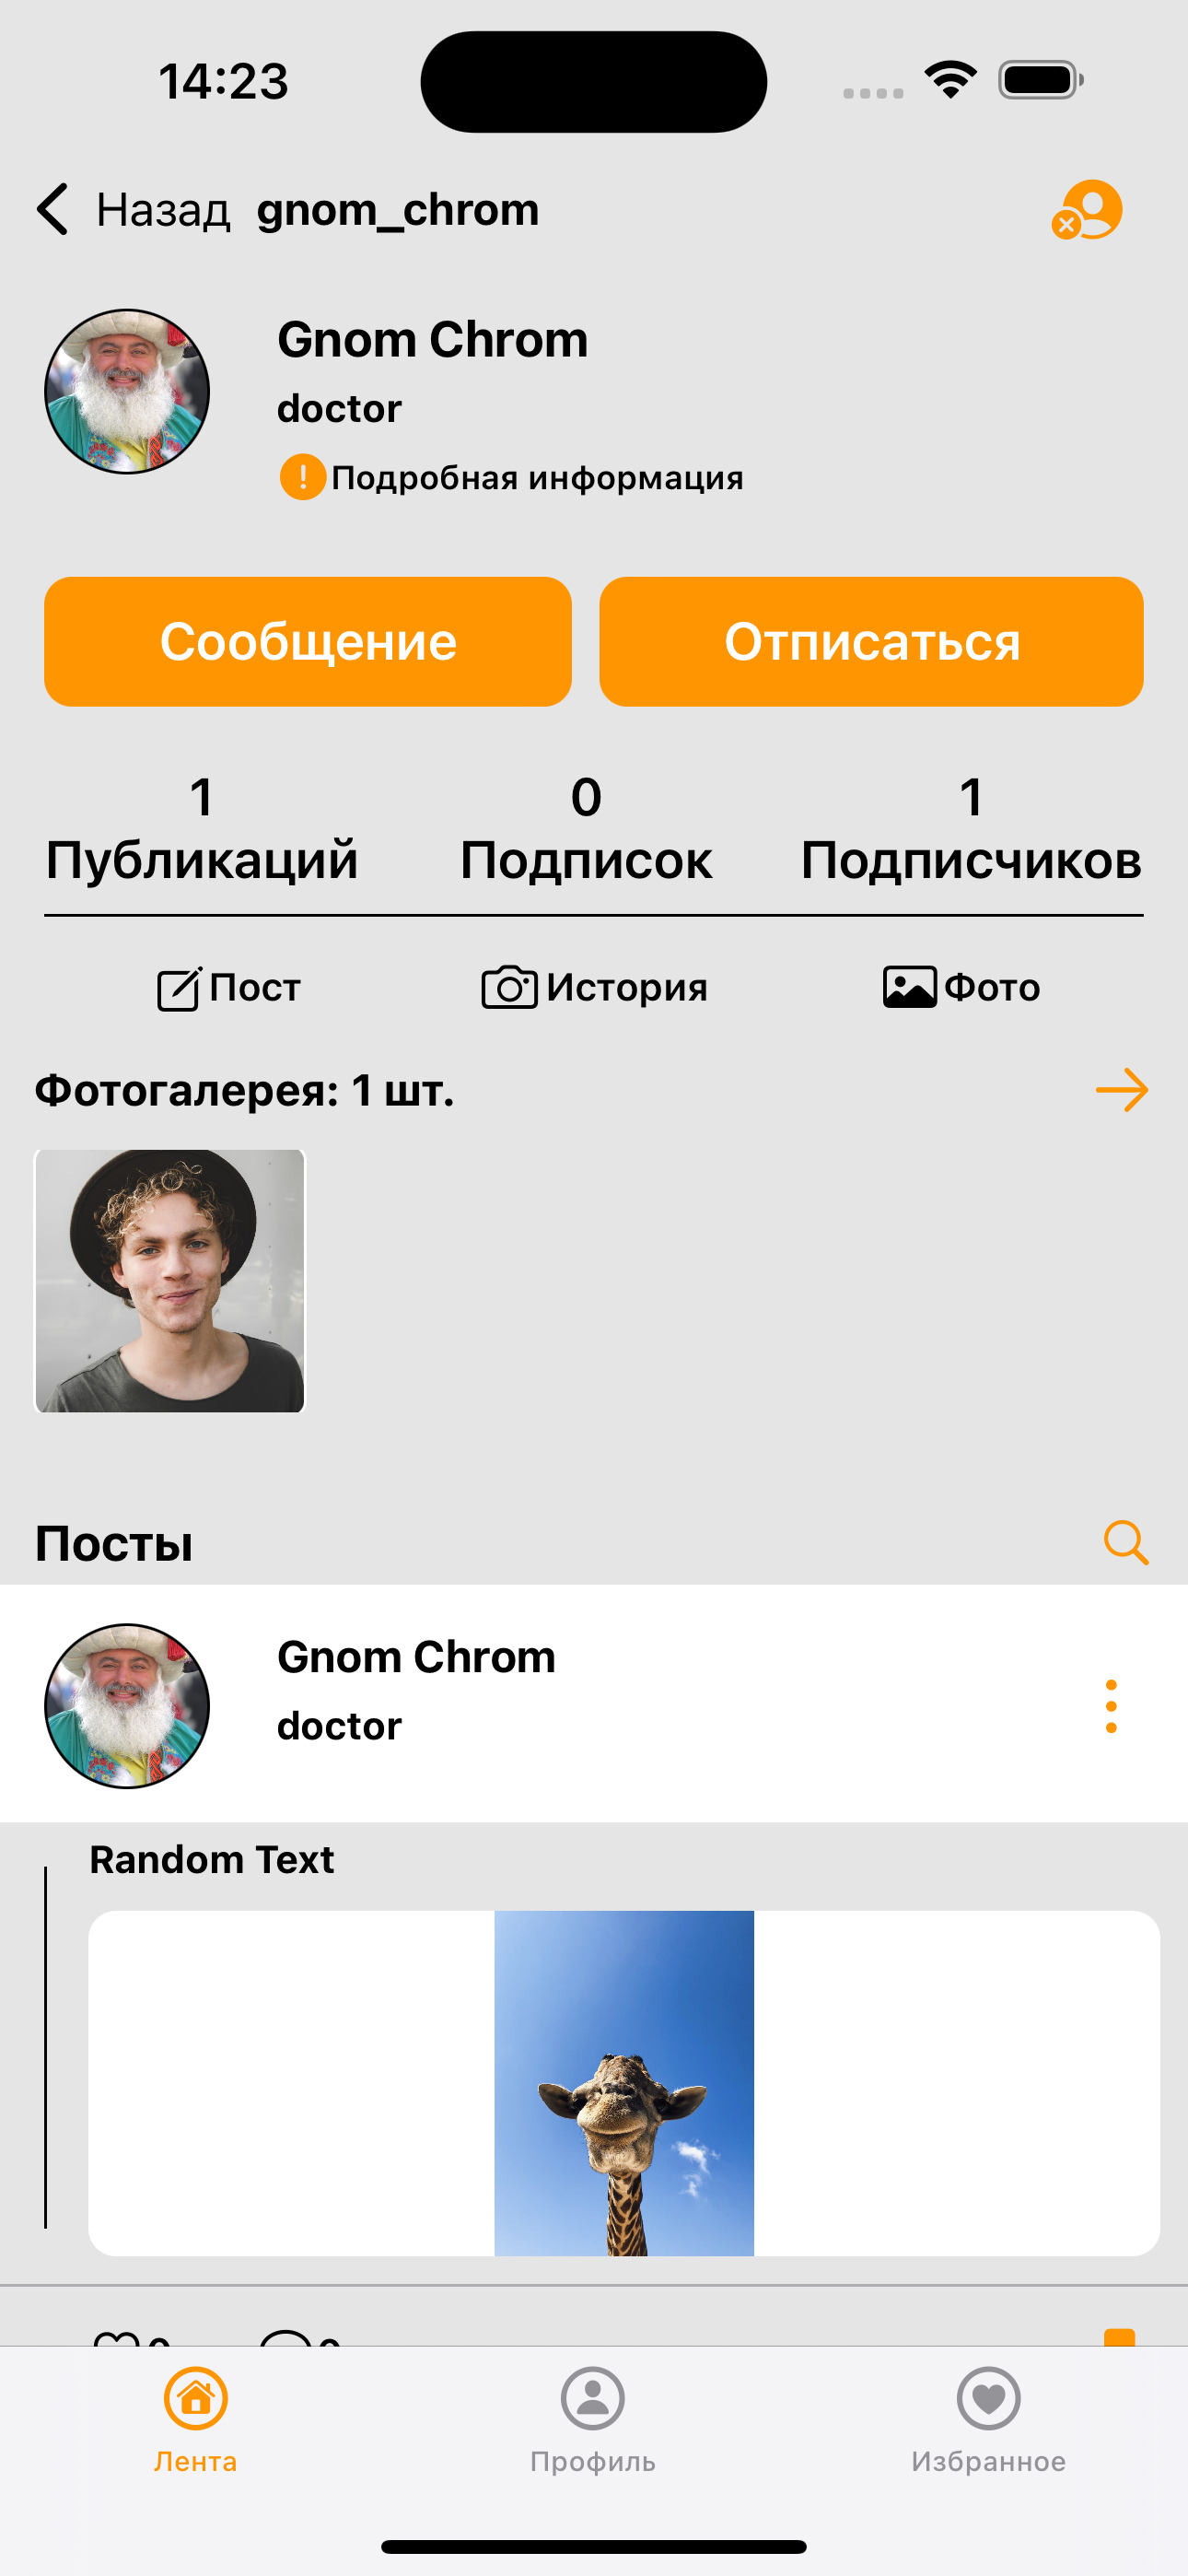 14:23
Назад gnom_chrom
Gnom Chrom
doctor
Подробная информация
Сообщение Отписаться
1 0 1
Публикаций Подписок Подписчиков
Пост История Фото
Фотогалерея: 1 шт.
Посты
Gnom Chrom
doctor
Random Text
Лента Профиль Избранное